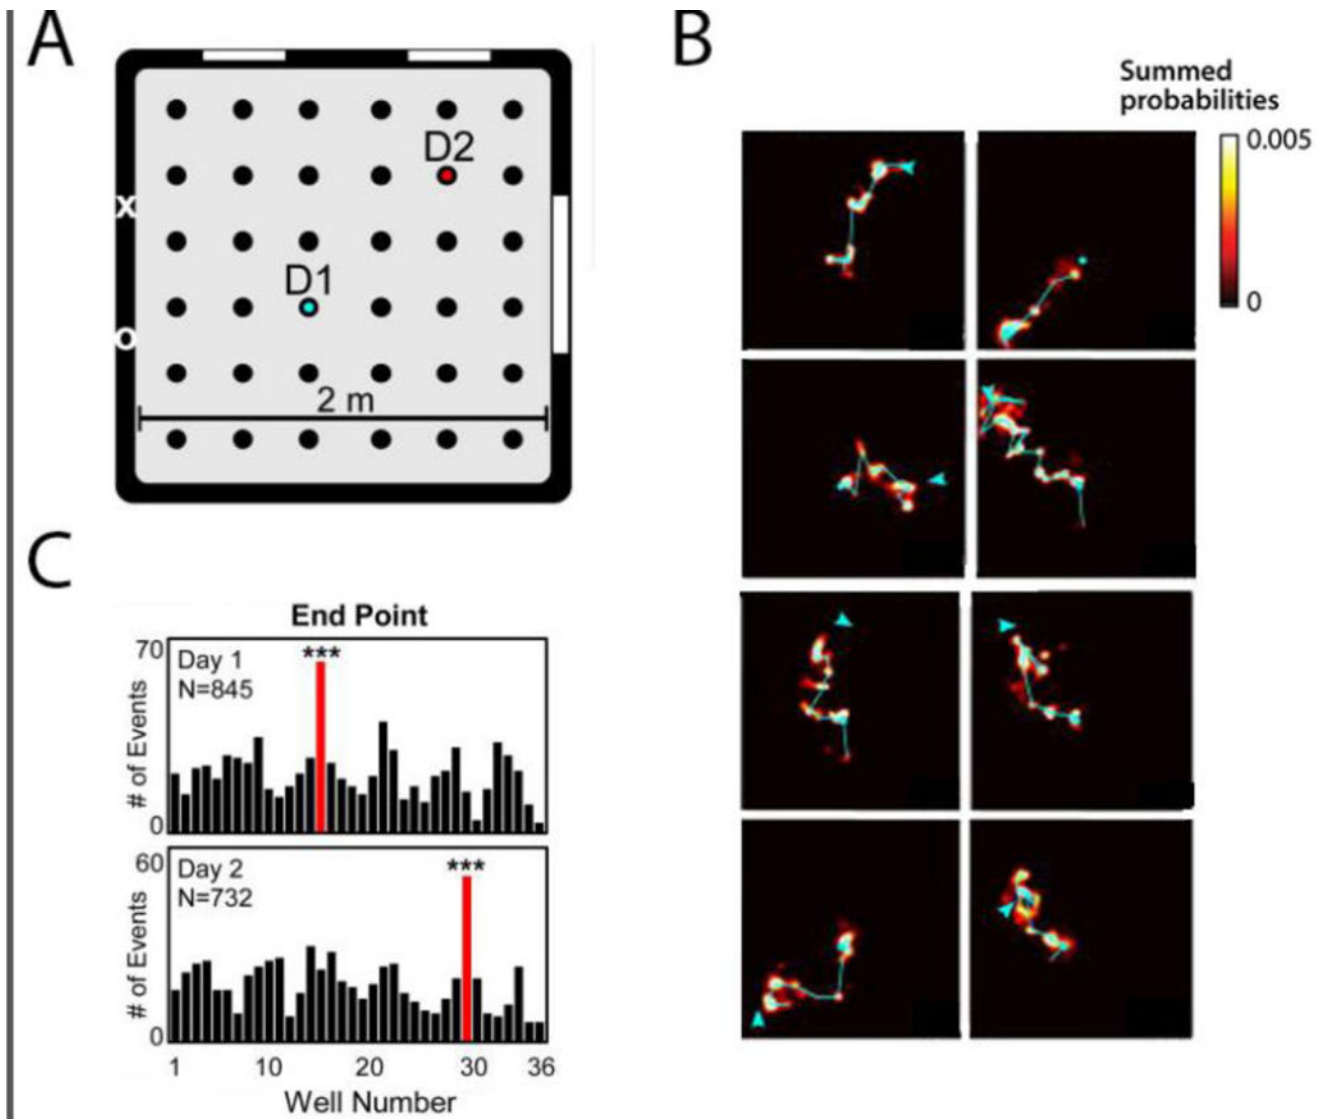 A
D2
X
D1
O
2 m
B
Summed
probabilities
0.005
0
C
End Point
70
Day 1
N=845
***
# of Events
0
60
Day 2
N=732
***
# of Events
0
1 10 20 30 36
Well Number